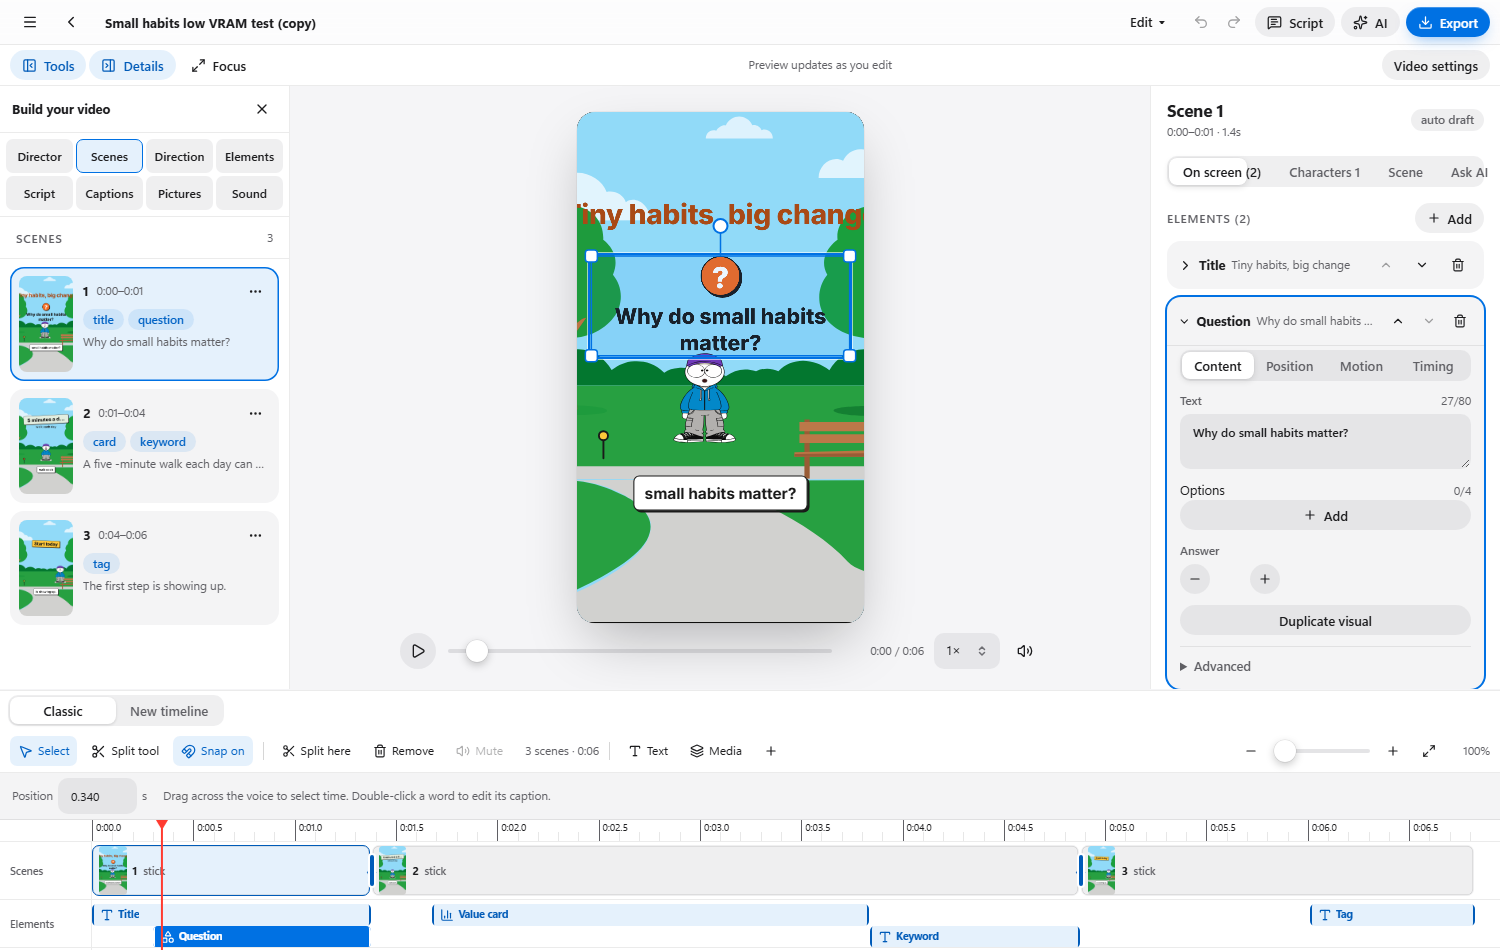 Small habits low VRAM test (copy)
Edit
Script
AI
Export
Tools
Details
Focus
Preview updates as you edit
Video settings
Build your video
Director
Scenes
Direction
Elements
Script
Captions
Pictures
Sound
SCENES
3
1 0:00–0:01
title
question
Why do small habits matter?
2 0:01–0:04
card
keyword
A five -minute walk each day can ...
3 0:04–0:06
tag
The first step is showing up.
iny habits, big chang
?
Why do small habits
matter?
small habits matter?
0:00 / 0:06
1×
Scene 1
0:00–0:01 · 1.4s
auto draft
On screen (2)
Characters 1
Scene
Ask AI
ELEMENTS (2)
Add
Title Tiny habits, big change
Question Why do small habits ...
Content
Position
Motion
Timing
Text
27/80
Why do small habits matter?
Options
0/4
Add
Answer
Duplicate visual
Advanced
Classic
New timeline
Select
Split tool
Snap on
Split here
Remove
Mute
3 scenes · 0:06
Text
Media
100%
Position
0.340
s
Drag across the voice to select time. Double-click a word to edit its caption.
0:00.0
0:00.5
0:01.0
0:01.5
0:02.0
0:02.5
0:03.0
0:03.5
0:04.0
0:04.5
0:05.0
0:05.5
0:06.0
0:06.5
Scenes
1 stick
2 stick
3 stick
Elements
Title
Value card
Tag
Question
Keyword